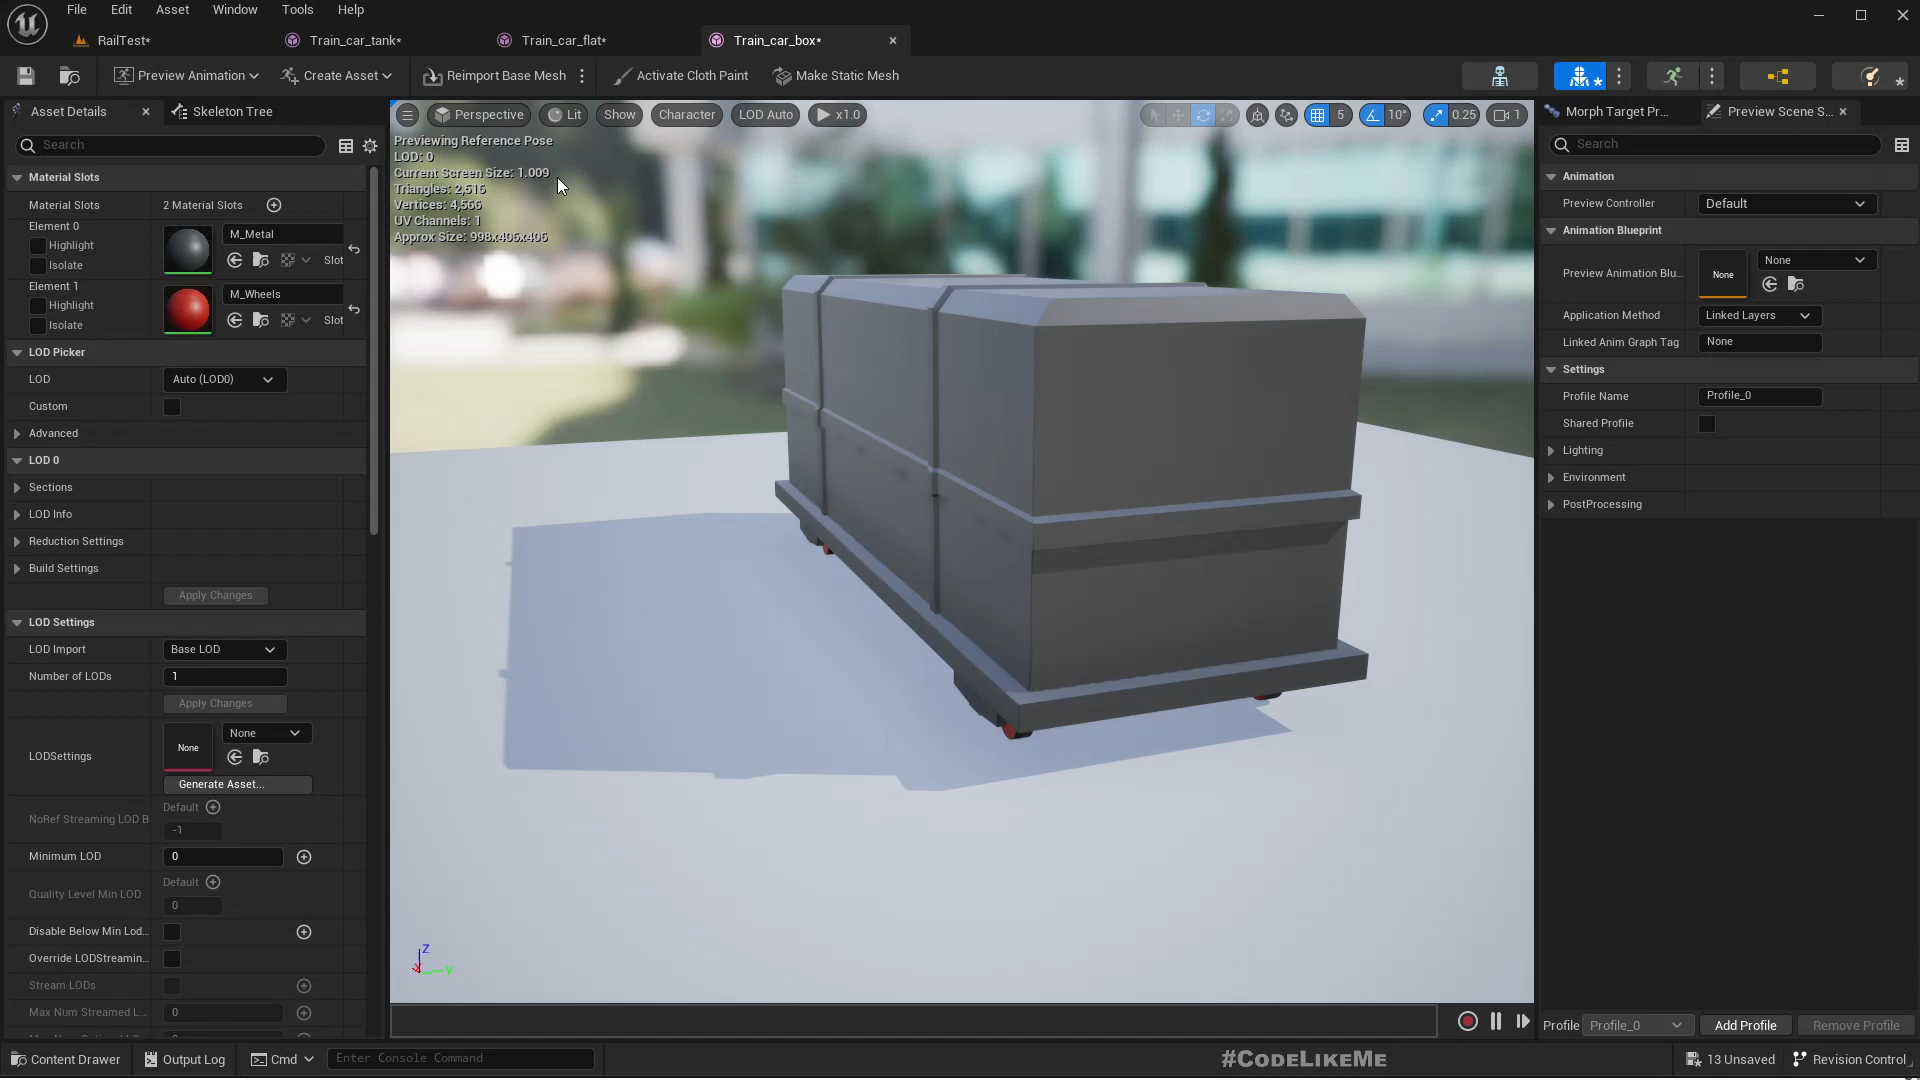 File Edit Asset Window Tools Help
RailTest* Train_car_tank* Train_car_flat* Train_car_box*
Preview Animation Create Asset Reimport Base Mesh Activate Cloth Paint Make Static Mesh
Asset Details Skeleton Tree
Search
Material Slots
Material Slots 2 Material Slots
Element 0
Highlight
Isolate
M_Metal
Slot
Element 1
Highlight
Isolate
M_Wheels
Slot
LOD Picker
LOD Auto (LOD0)
Custom
Advanced
LOD 0
Sections
LOD Info
Reduction Settings
Build Settings
Apply Changes
LOD Settings
LOD Import Base LOD
Number of LODs 1
Apply Changes
LODSettings None None
Generate Asset...
Default
NoRef Streaming LOD B
-1
Minimum LOD 0
Default
Quality Level Min LOD
0
Disable Below Min Lod...
Override LODStreamin...
Stream LODs
Max Num Streamed L... 0
Perspective Lit Show Character LOD Auto x1.0 5 10° 0.25 1
Previewing Reference Pose
LOD: 0
Current Screen Size: 1.009
Triangles: 2,516
Vertices: 4,566
UV Channels: 1
Approx Size: 998x406x406
Z
X Y
Morph Target Pr... Preview Scene S...
Search
Animation
Preview Controller Default
Animation Blueprint
Preview Animation Blu... None None
Application Method Linked Layers
Linked Anim Graph Tag None
Settings
Profile Name Profile_0
Shared Profile
Lighting
Environment
PostProcessing
Profile Profile_0 Add Profile Remove Profile
Content Drawer Output Log Cmd Enter Console Command #CODELIKEME 13 Unsaved Revision Control